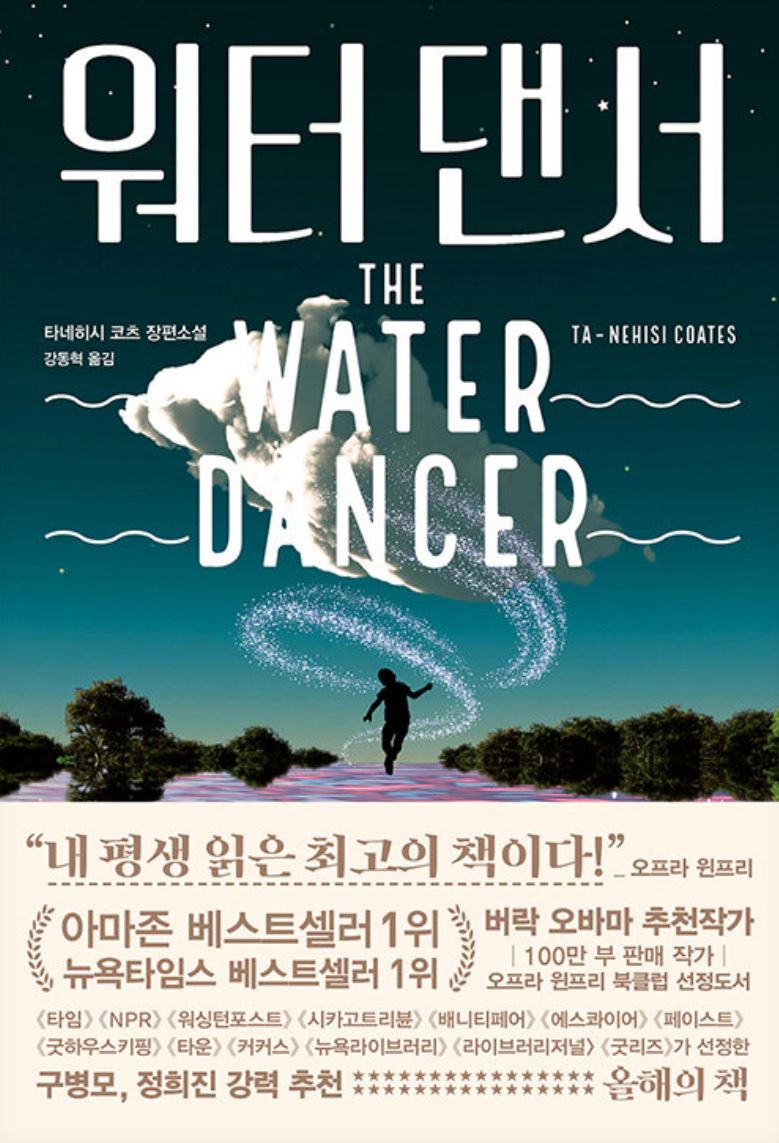 워터 댄서
THE
타네히시 코츠 장편소설
강동혁 옮김
WATER
TA-NEHISI COATES
DANCER
“내 평생 읽은 최고의 책이다!”_오프라 윈프리
아마존 베스트셀러 1위
뉴욕타임스 베스트셀러 1위
버락 오바마 추천작가
| 100만 부 판매 작가 |
오프라 윈프리 북클럽 선정도서
《타임》《NPR》《워싱턴포스트》《시카고트리뷴》《배니티페어》《에스콰이어》《페이스트》
《굿하우스키핑》《타운》《커커스》《뉴욕라이브러리》《라이브러리저널》《굿리즈》가 선정한
구병모, 정희진 강력 추천
올해의 책